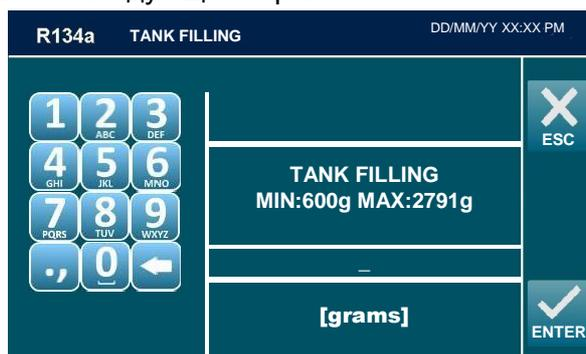 R134a TANK FILLING DD/MM/YY XX:XX PM
1 2 ABC 3 DEF
4 GHI 5 JKL 6 MNO
7 PQRS 8 TUV 9 WXYZ
., 0
ESC
TANK FILLING
MIN:600g MAX:2791g
_
[grams]
ENTER